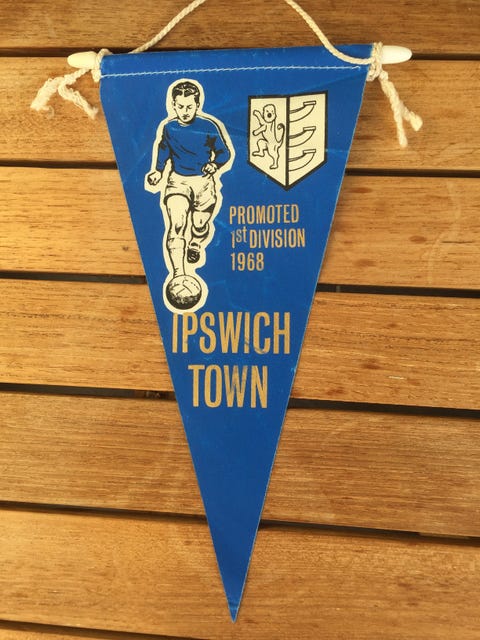 PROMOTED
1st DIVISION
1968
IPSWICH
TOWN